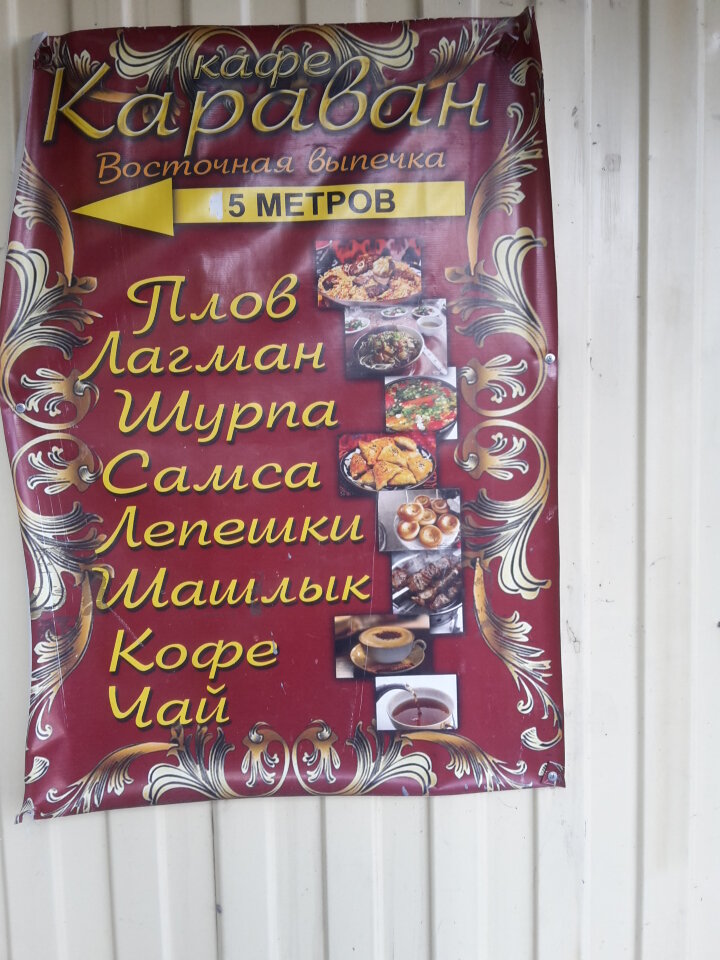 кафе
Караван
Восточная выпечка
5 МЕТРОВ
Плов
Лагман
Шурпа
Самса
Лепешки
Шашлык
Кофе
Чай